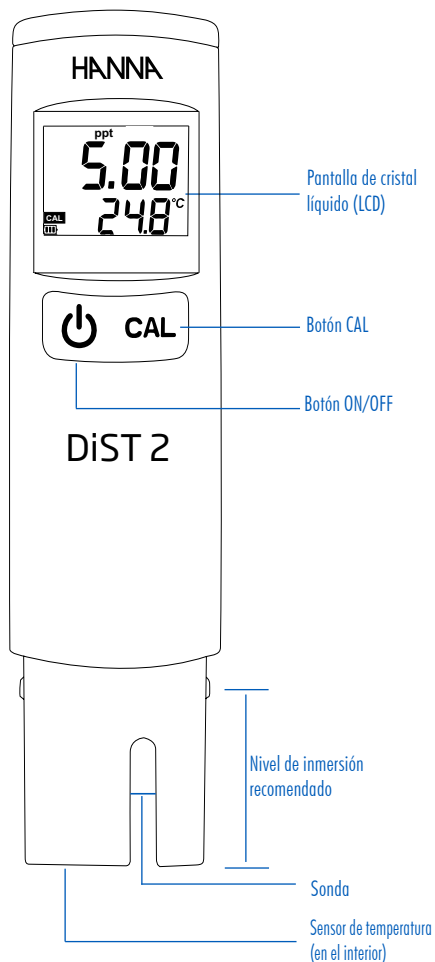 HANNA
ppt
5.00
24.8°C
CAL
Pantalla de cristal
líquido (LCD)
CAL
Botón CAL
Botón ON/OFF
DiST 2
Nivel de inmersión
recomendado
Sonda
Sensor de temperatura
(en el interior)